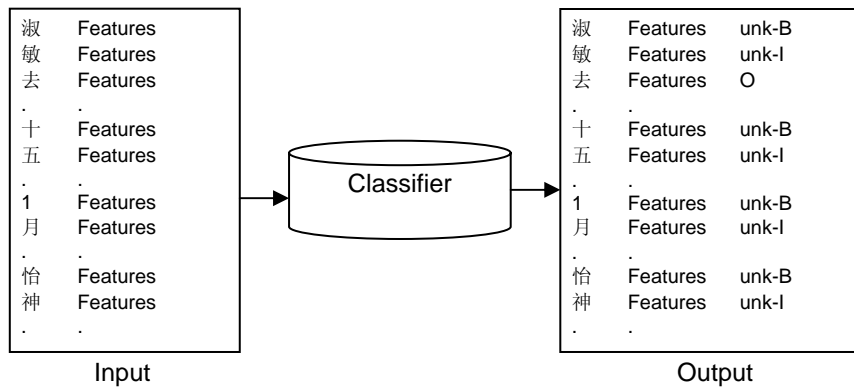 淑 Features
敏 Features
去 Features
. .
十 Features
五 Features
. .
1 Features
月 Features
. .
怡 Features
神 Features
. .
Input
Classifier
淑 Features unk-B
敏 Features unk-I
去 Features O
. .
十 Features unk-B
五 Features unk-I
. .
1 Features unk-B
月 Features unk-I
. .
怡 Features unk-B
神 Features unk-I
. .
Output